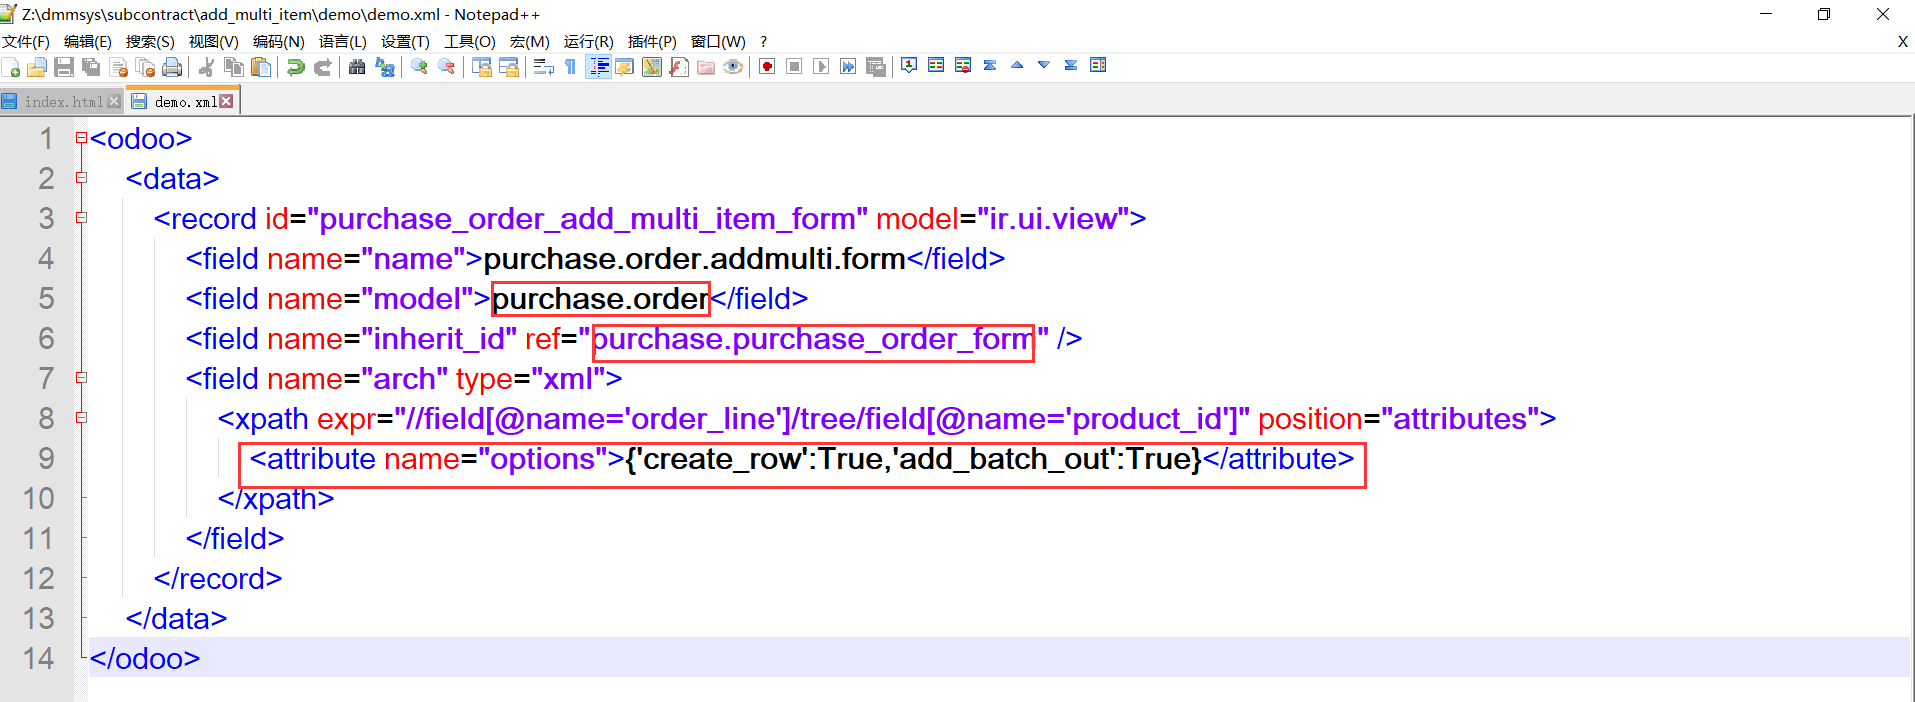 Z:\dmmsys\subcontract\add_multi_item\demo\demo.xml - Notepad++
文件(F) 编辑(E) 搜索(S) 视图(V) 编码(N) 语言(L) 设置(T) 工具(O) 宏(M) 运行(R) 插件(P) 窗口(W) ? X
index.html demo.xml
1 <odoo>
2 <data>
3 <record id="purchase_order_add_multi_item_form" model="ir.ui.view">
4 <field name="name">purchase.order.addmulti.form</field>
5 <field name="model">purchase.order</field>
6 <field name="inherit_id" ref="purchase.purchase_order_form" />
7 <field name="arch" type="xml">
8 <xpath expr="//field[@name='order_line']/tree/field[@name='product_id']" position="attributes">
9 <attribute name="options">{'create_row':True,'add_batch_out':True}</attribute>
10 </xpath>
11 </field>
12 </record>
13 </data>
14 </odoo>